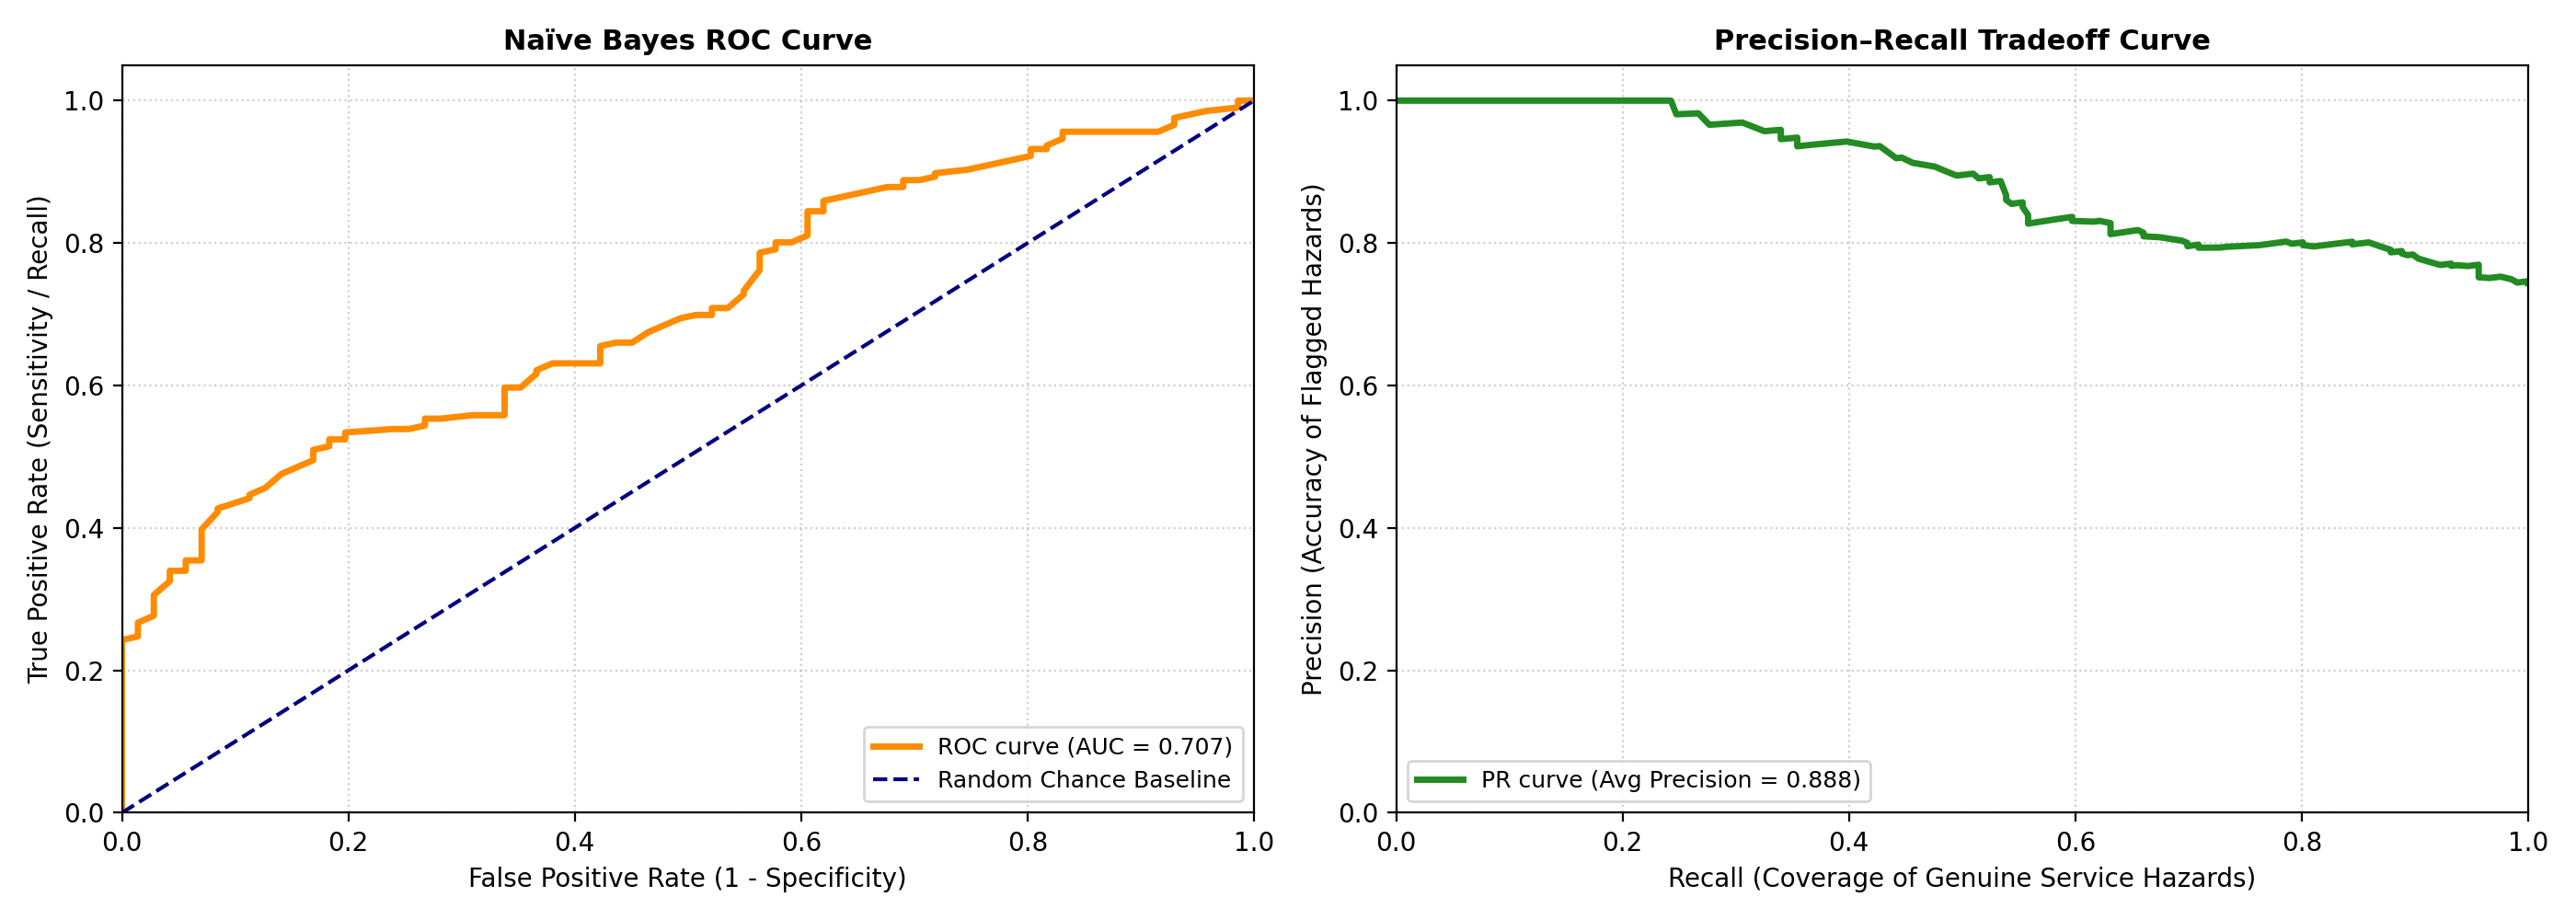 Naïve Bayes ROC Curve
True Positive Rate (Sensitivity / Recall)
1.0
0.8
0.6
0.4
0.2
0.0
0.0 0.2 0.4 0.6 0.8 1.0
False Positive Rate (1 - Specificity)
ROC curve (AUC = 0.707)
Random Chance Baseline
Precision–Recall Tradeoff Curve
Precision (Accuracy of Flagged Hazards)
1.0
0.8
0.6
0.4
0.2
0.0
0.0 0.2 0.4 0.6 0.8 1.0
Recall (Coverage of Genuine Service Hazards)
PR curve (Avg Precision = 0.888)